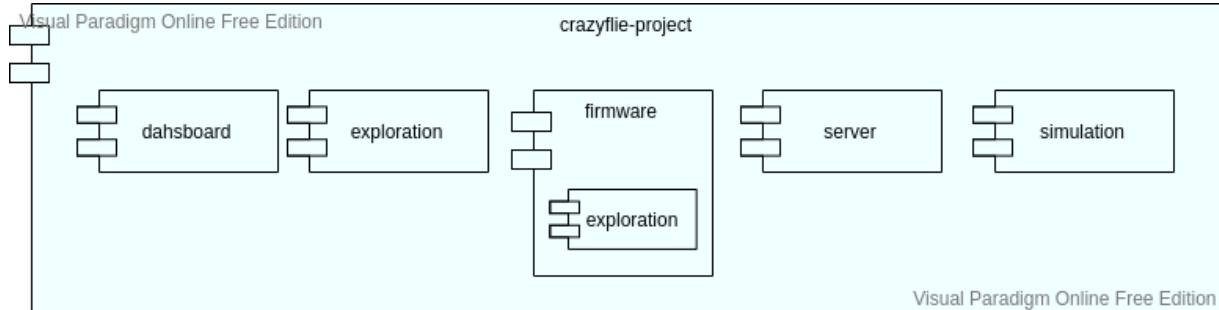 Visual Paradigm Online Free Edition
crazyflie-project
dahsboard
exploration
firmware
server
simulation
exploration
Visual Paradigm Online Free Edition